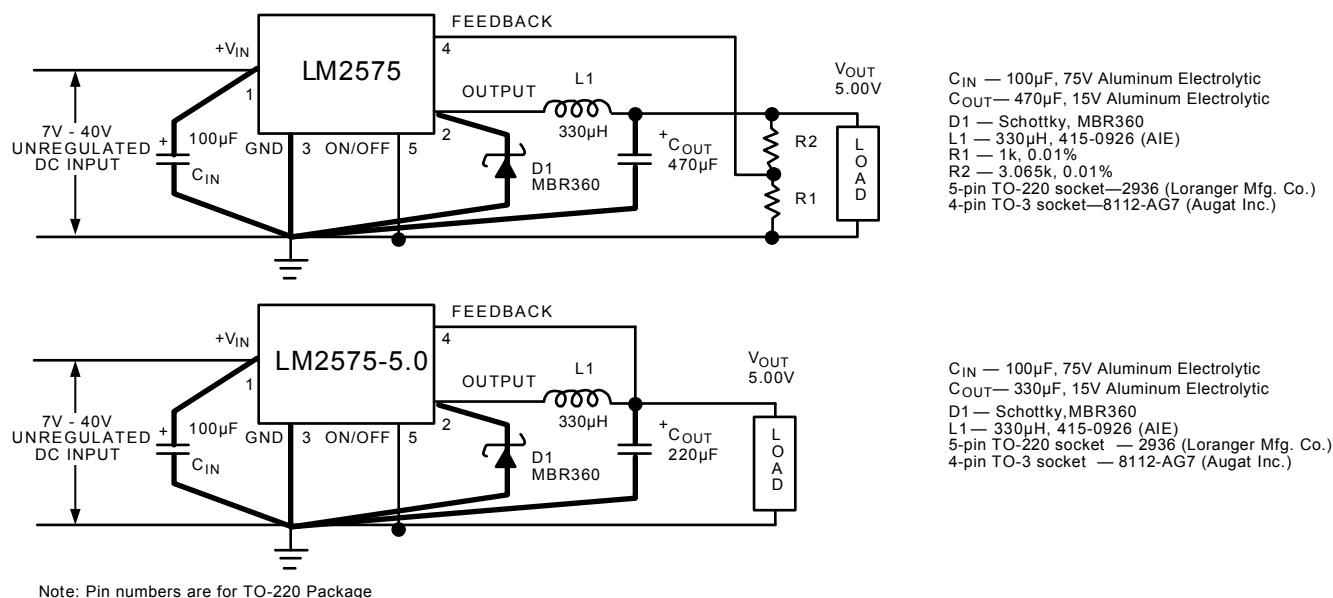 FEEDBACK
+VIN
4
LM2575
L1
VOUT
5.00V
OUTPUT
1
330µH
2
7V - 40V
UNREGULATED
DC INPUT
+
100µF
CIN
GND
3
ON/OFF
5
D1
MBR360
+COUT
470µF
R2
R1
LOAD
CIN — 100µF, 75V Aluminum Electrolytic
COUT— 470µF, 15V Aluminum Electrolytic
D1 — Schottky, MBR360
L1 — 330µH, 415-0926 (AIE)
R1 — 1k, 0.01%
R2 — 3.065k, 0.01%
5-pin TO-220 socket—2936 (Loranger Mfg. Co.)
4-pin TO-3 socket—8112-AG7 (Augat Inc.)
FEEDBACK
+VIN
4
LM2575-5.0
L1
VOUT
5.00V
OUTPUT
1
330µH
2
7V - 40V
UNREGULATED
DC INPUT
+
100µF
CIN
GND
3
ON/OFF
5
D1
MBR360
+COUT
220µF
LOAD
CIN — 100µF, 75V Aluminum Electrolytic
COUT— 330µF, 15V Aluminum Electrolytic
D1 — Schottky,MBR360
L1 — 330µH, 415-0926 (AIE)
5-pin TO-220 socket — 2936 (Loranger Mfg. Co.)
4-pin TO-3 socket — 8112-AG7 (Augat Inc.)
Note: Pin numbers are for TO-220 Package